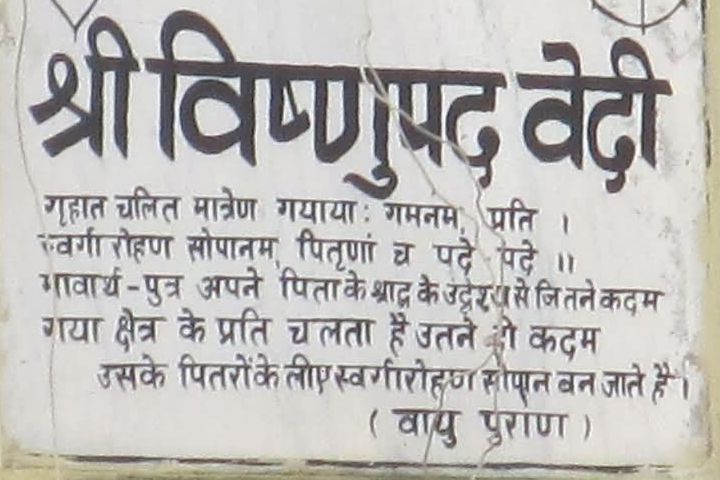 श्री विष्णुपद वेदी
गृहात चलित मात्रेण गयायाः गमनम् प्रति ।
स्वर्गारोहण सोपानम् पितृणां च पदे पदे ॥
भावार्थ-पुत्र अपने पिता के श्राद्ध के उद्देश्य से जितने कदम
गया क्षेत्र के प्रति चलता है उतने कदम
उसके पितरों के लीए स्वर्गारोहण सोपान बन जाते है।
( वायु पुराण )